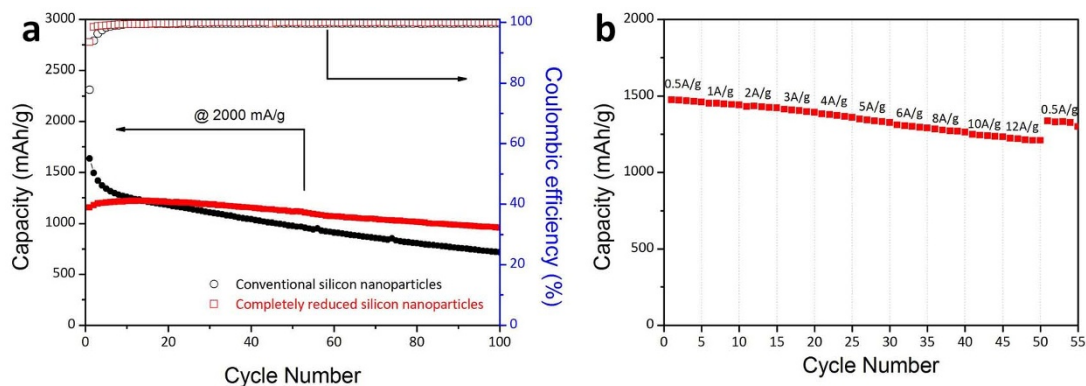 a
3000
2500
2000
1500
1000
500
0
Capacity (mAh/g)
0
20
40
60
80
100
Cycle Number
100
80
60
40
20
0
Coulombic efficiency (%)
@ 2000 mA/g
Conventional silicon nanoparticles
Completely reduced silicon nanoparticles
b
2000
1500
1000
500
0
Capacity (mAh/g)
0.5A/g
1A/g
2A/g
3A/g
4A/g
5A/g
6A/g
8A/g
10A/g
12A/g
0.5A/g
0
5
10
15
20
25
30
35
40
45
50
55
Cycle Number